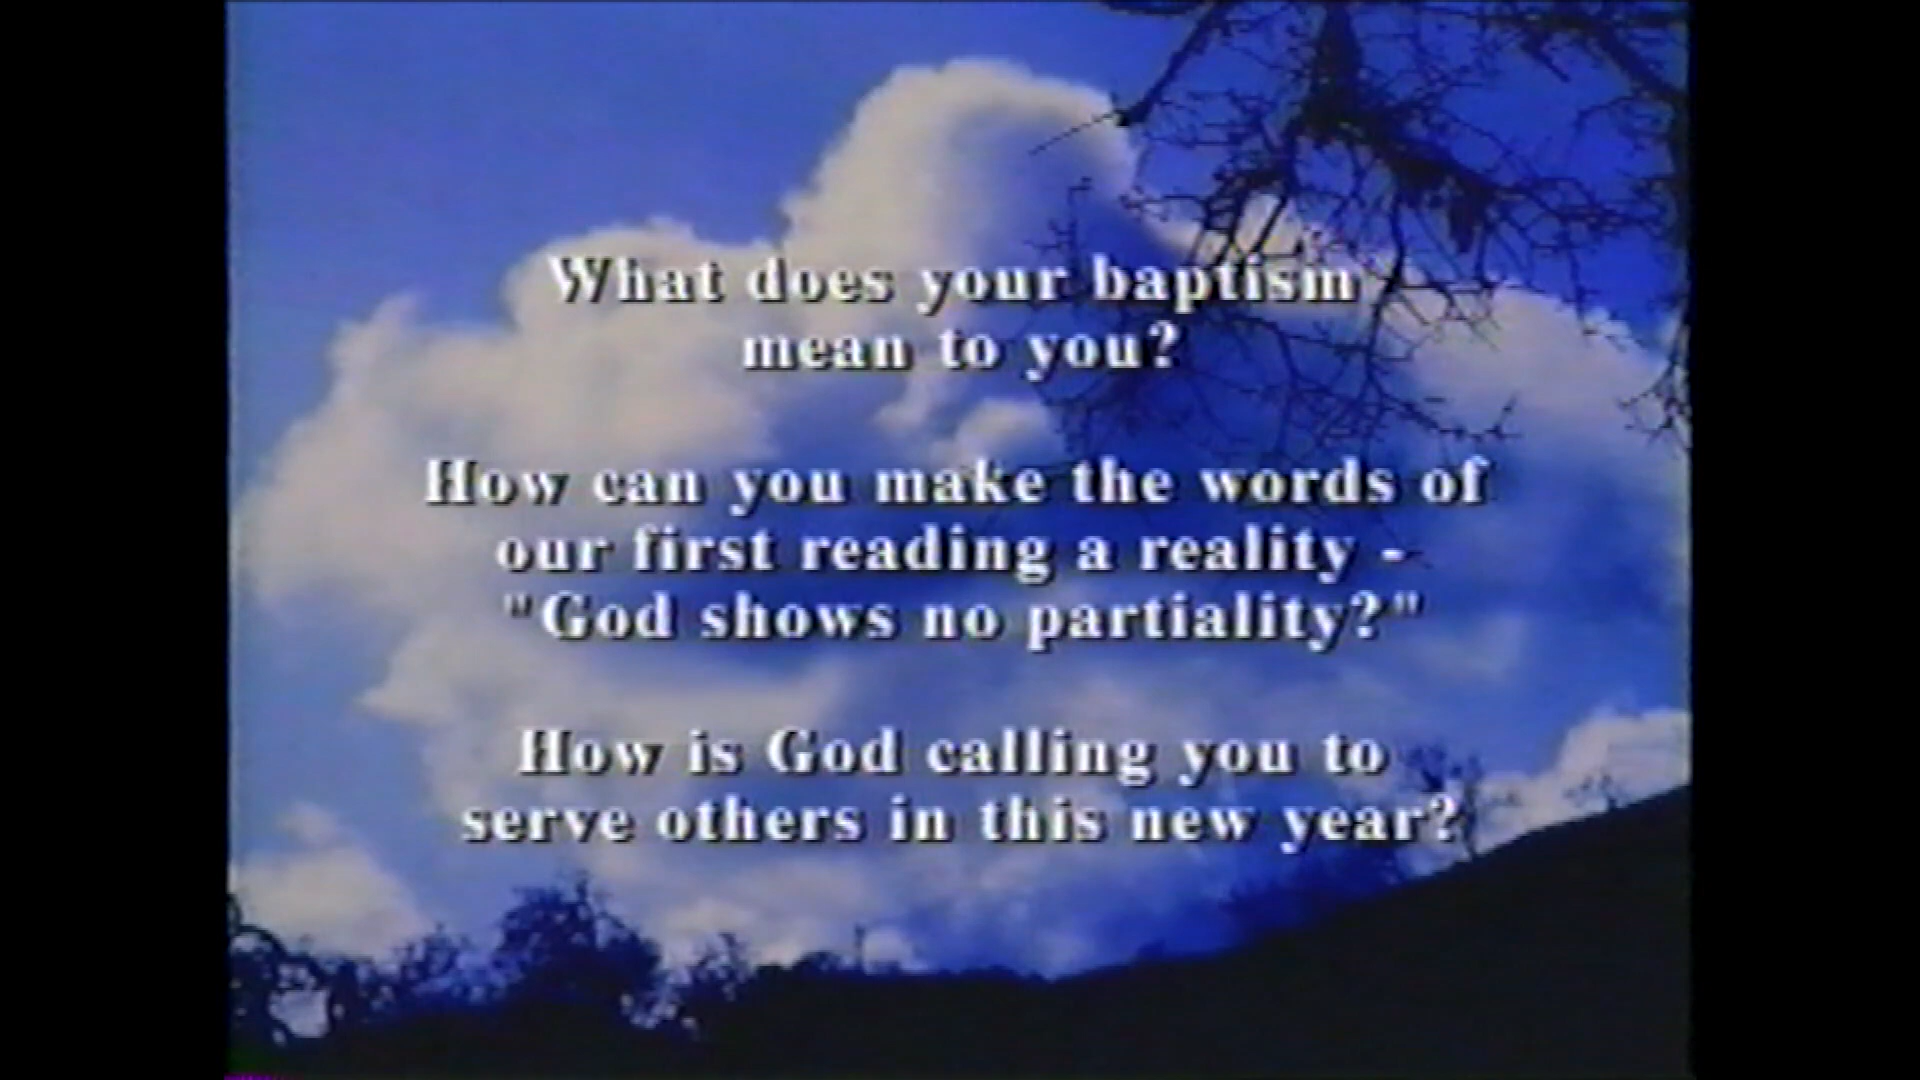 What does your baptism
mean to you?
How can you make the words of
our first reading a reality -
"God shows no partiality?"
How is God calling you to
serve others in this new year?